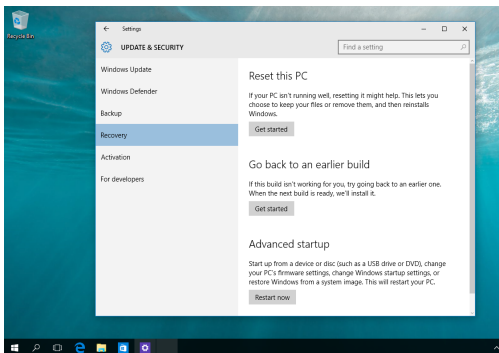 Recycle Bin
Settings
UPDATE & SECURITY
Find a setting
Windows Update
Windows Defender
Backup
Recovery
Activation
For developers
Reset this PC
If your PC isn't running well, resetting it might help. This lets you
choose to keep your files or remove them, and then reinstalls
Windows.
Get started
Go back to an earlier build
If this build isn't working for you, try going back to an earlier one.
When the next build is ready, we'll install it.
Get started
Advanced startup
Start up from a device or disc (such as a USB drive or DVD), change
your PC's firmware settings, change Windows startup settings, or
restore Windows from a system image. This will restart your PC.
Restart now